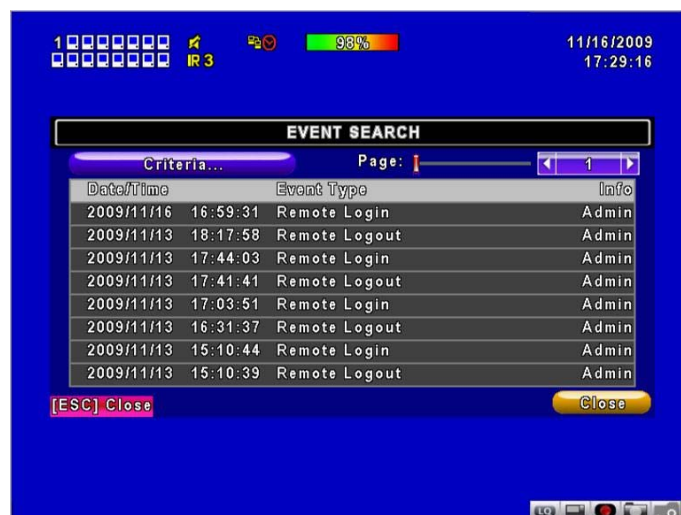 1 98% 11/16/2009
IR 3 17:29:16
EVENT SEARCH
Criteria... Page: 1
Date/Time Event Type Info
2009/11/16 16:59:31 Remote Login Admin
2009/11/13 18:17:58 Remote Logout Admin
2009/11/13 17:44:03 Remote Login Admin
2009/11/13 17:41:41 Remote Logout Admin
2009/11/13 17:03:51 Remote Login Admin
2009/11/13 16:31:37 Remote Logout Admin
2009/11/13 15:10:44 Remote Login Admin
2009/11/13 15:10:39 Remote Logout Admin
[ESC] Close Close
LQ